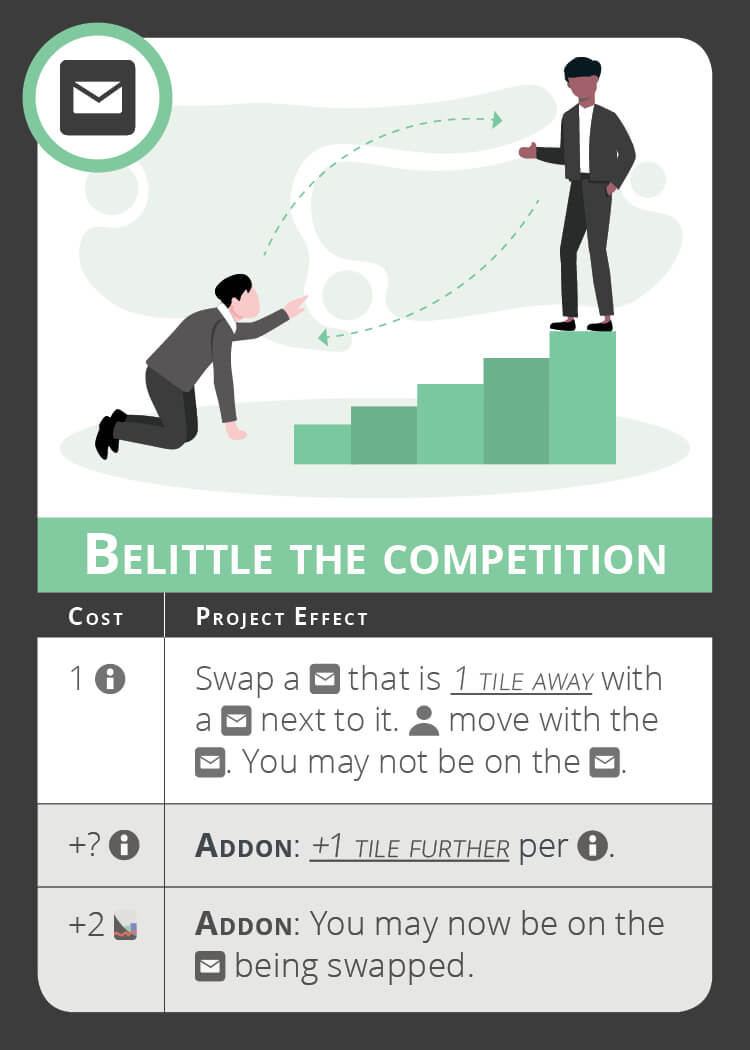 Belittle the competition
Cost Project Effect
1 Swap a that is 1 tile away with
a next to it. move with the
. You may not be on the .
+? Addon: +1 tile further per .
+2 Addon: You may now be on the
being swapped.